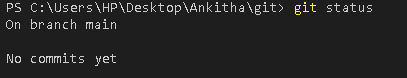 PS C:\Users\HP\Desktop\Ankitha\git> git status
On branch main
No commits yet